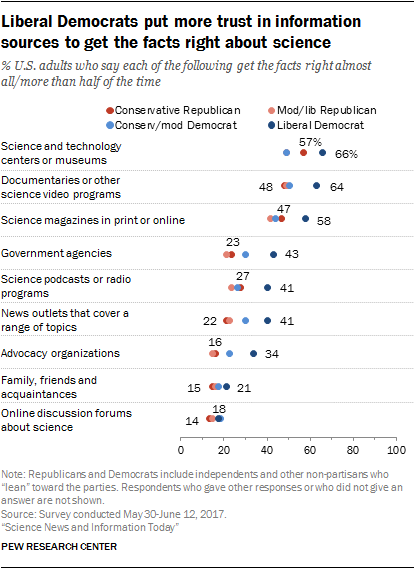 Liberal Democrats put more trust in information
sources to get the facts right about science
% U.S. adults who say each of the following get the facts right almost
all/more than half of the time
Conservative Republican
Mod/lib Republican
Conserv/mod Democrat
Liberal Democrat
Science and technology
centers or museums
57%
66%
Documentaries or other
science video programs
48
64
Science magazines in print or online
47
58
Government agencies
23
43
Science podcasts or radio
programs
27
41
News outlets that cover a
range of topics
22
41
Advocacy organizations
16
34
Family, friends and
acquaintances
15
21
Online discussion forums
about science
14
18
0 20 40 60 80 100
Note: Republicans and Democrats include independents and other non-partisans who
“lean” toward the parties. Respondents who gave other responses or who did not give an
answer are not shown.
Source: Survey conducted May 30-June 12, 2017.
“Science News and Information Today”
PEW RESEARCH CENTER